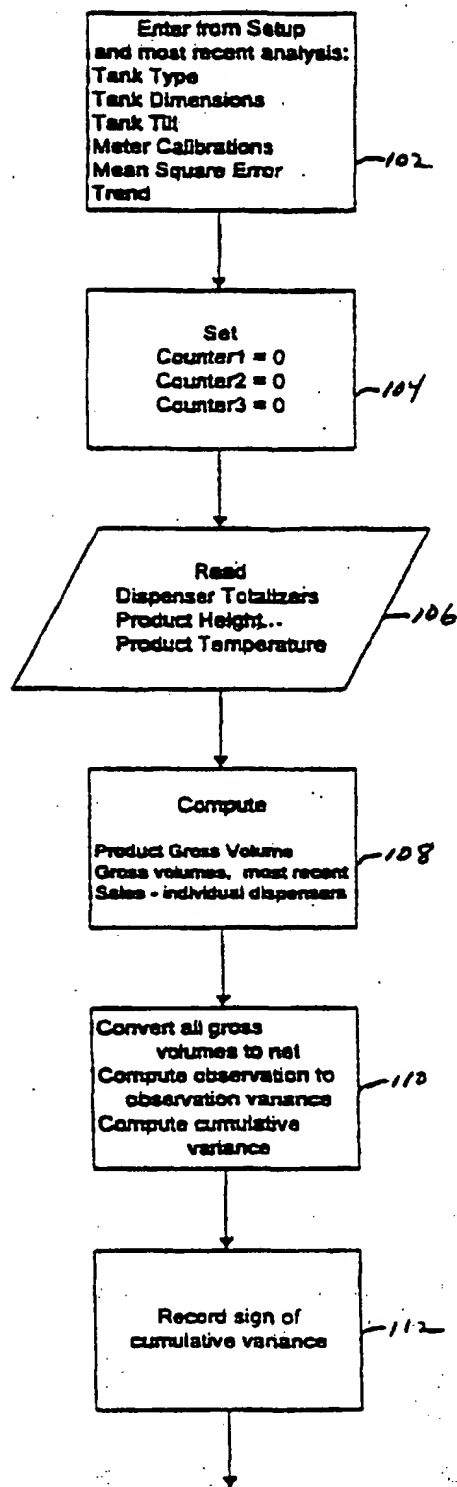 Enter from Setup
and most recent analysis:
Tank Type
Tank Dimensions
Tank Tilt
Meter Calibrations
Mean Square Error
Trend
102
Set
Counter1 = 0
Counter2 = 0
Counter3 = 0
104
Read
Dispenser Totalizers
Product Height...
Product Temperature
106
Compute
Product Gross Volume
Gross volumes, most recent
Sales - individual dispensers
108
Convert all gross
volumes to net
Compute observation to
observation variance
Compute cumulative
variance
110
Record sign of
cumulative variance
112